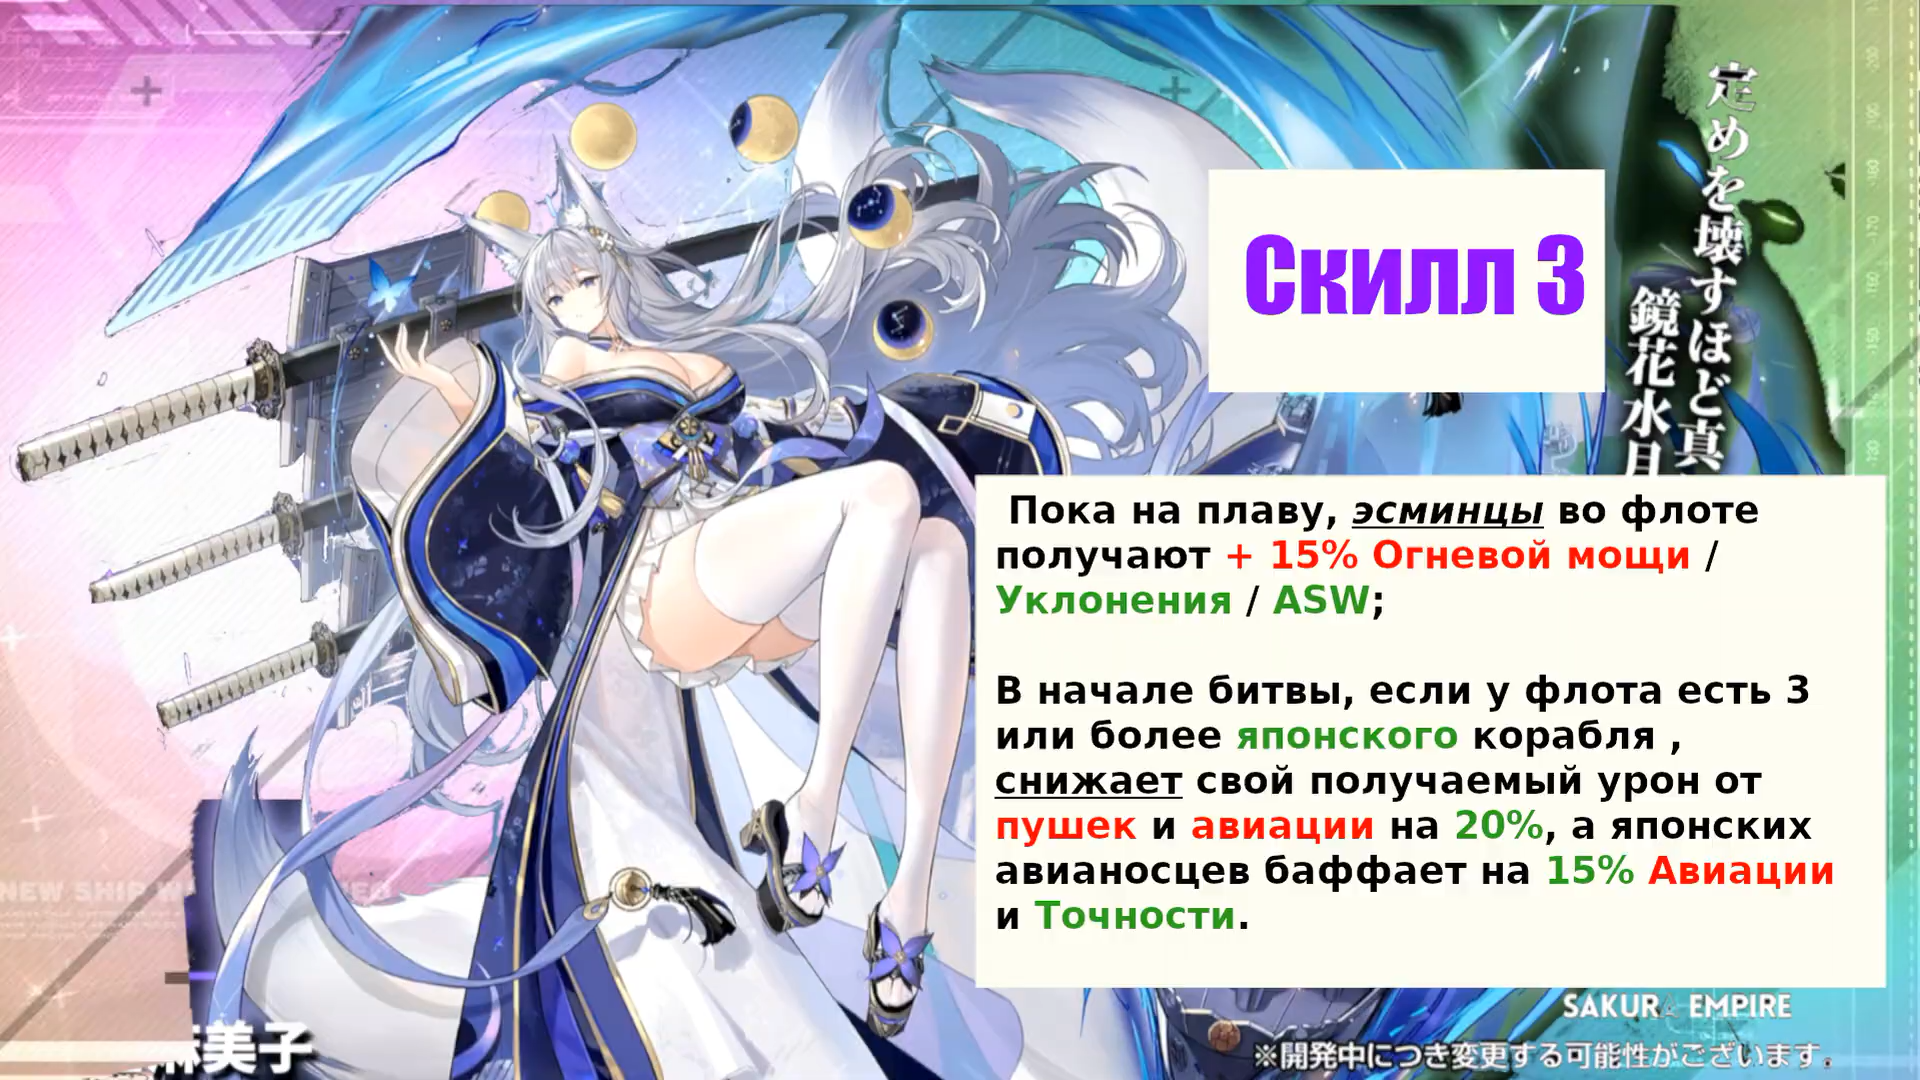 定めを壊すほど真
鏡花水月
Скилл 3
Пока на плаву, эсминцы во флоте
получают + 15% Огневой мощи /
Уклонения / ASW;
В начале битвы, если у флота есть 3
или более японского корабля ,
снижает свой получаемый урон от
пушек и авиации на 20%, а японских
авианосцев баффает на 15% Авиации
и Точности.
NEW SHIP
SAKURA EMPIRE
麻美子
※開発中につき変更する可能性がございます。